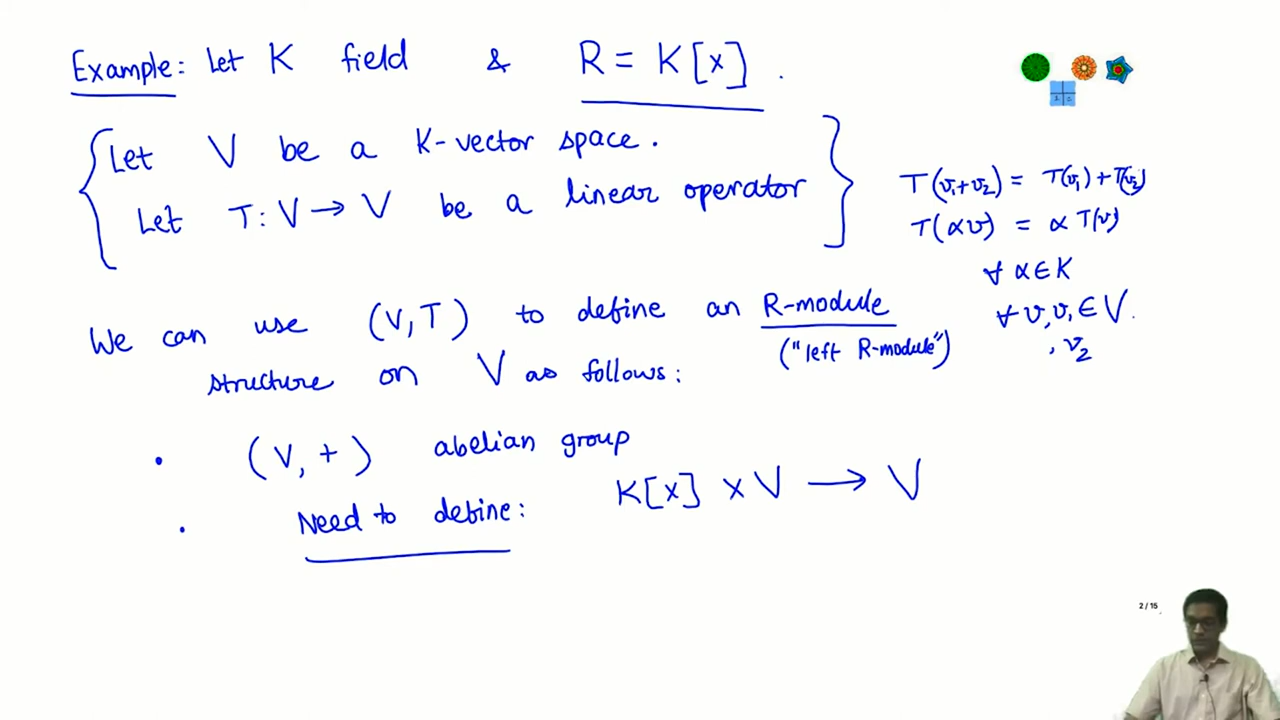 Example: Let K field & R = K[x].
Let V be a K-vector space.
Let T: V → V be a linear operator
T(v₁+v₂) = T(v₁)+T(v₂)
T(αv) = α T(v)
∀ α ∈ K
∀ v, v₁ ∈ V.
, v₂
We can use (V, T) to define an R-module
("left R-module")
structure on V as follows:
• (V, +) abelian group
• Need to define: K[x] × V → V
2 / 15